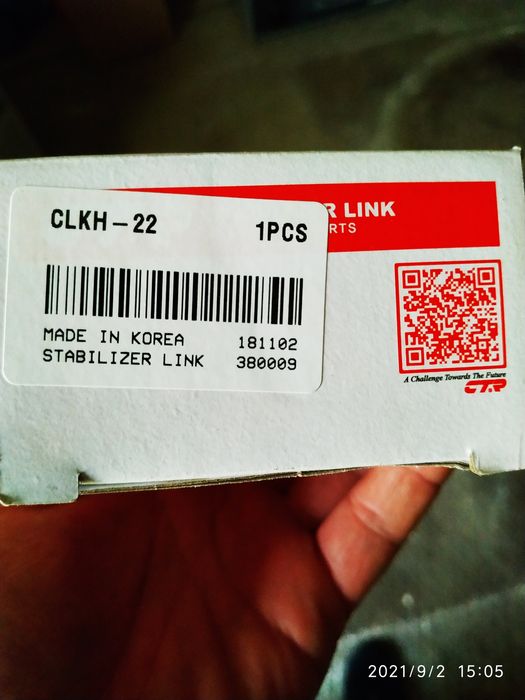 CLKH-22 1PCS
R LINK
RTS
MADE IN KOREA 181102
STABILIZER LINK 380009
A Challenge Towards The Future
CTR
2021/9/2 15:05